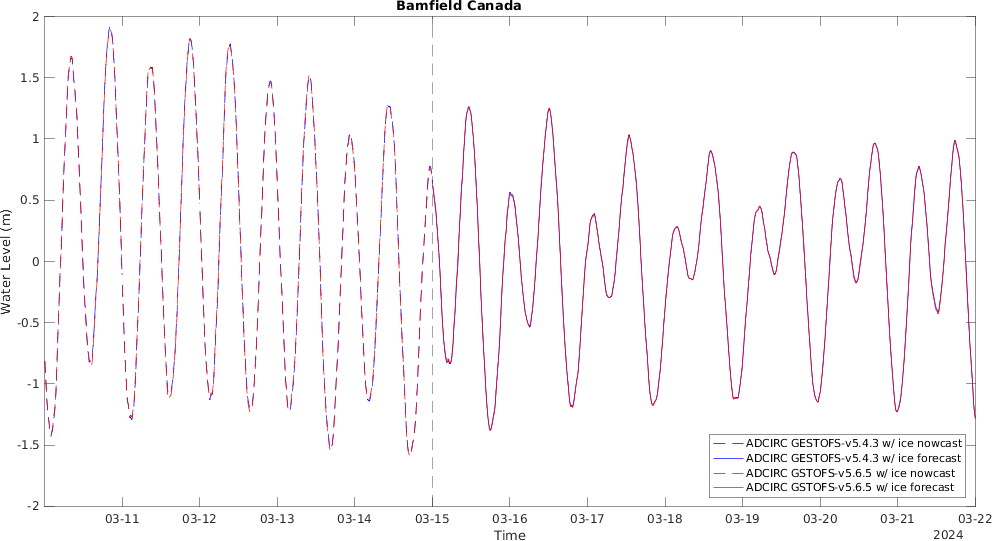 Bamfield Canada
2
1.5
1
0.5
0
-0.5
-1
-1.5
-2
Water Level (m)
ADCIRC GESTOFS-v5.4.3 w/ ice nowcast
ADCIRC GESTOFS-v5.4.3 w/ ice forecast
ADCIRC GSTOFS-v5.6.5 w/ ice nowcast
ADCIRC GSTOFS-v5.6.5 w/ ice forecast
03-11 03-12 03-13 03-14 03-15 03-16 03-17 03-18 03-19 03-20 03-21 03-22
Time
2024